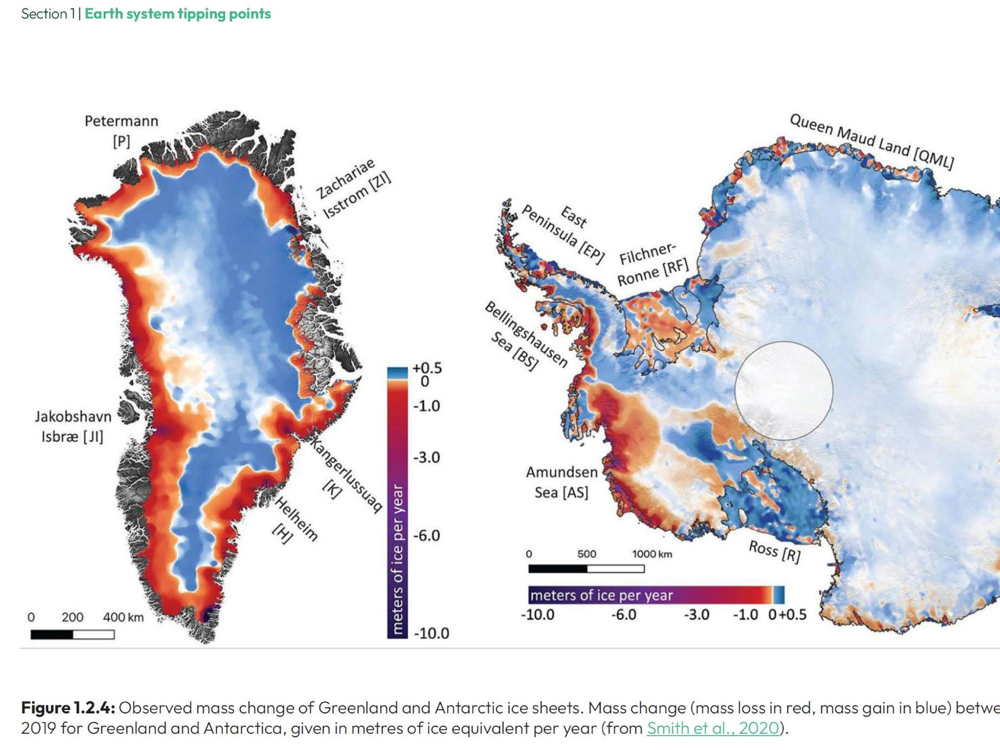 Section 1 | Earth system tipping points
Petermann
[P]
Zachariae
Isstrom [ZI]
Jakobshavn
Isbræ [JI]
Kangerlussuaq
[K]
Helheim
[H]
0 200 400 km
+0.5
0
-1.0
-3.0
-6.0
-10.0
meters of ice per year
Queen Maud Land [QML]
East
Peninsula [EP]
Filchner-
Ronne [RF]
Bellingshausen
Sea [BS]
Amundsen
Sea [AS]
Ross [R]
0 500 1000 km
meters of ice per year
-10.0 -6.0 -3.0 -1.0 0 +0.5
Figure 1.2.4: Observed mass change of Greenland and Antarctic ice sheets. Mass change (mass loss in red, mass gain in blue) betwe
2019 for Greenland and Antarctica, given in metres of ice equivalent per year (from Smith et al., 2020).